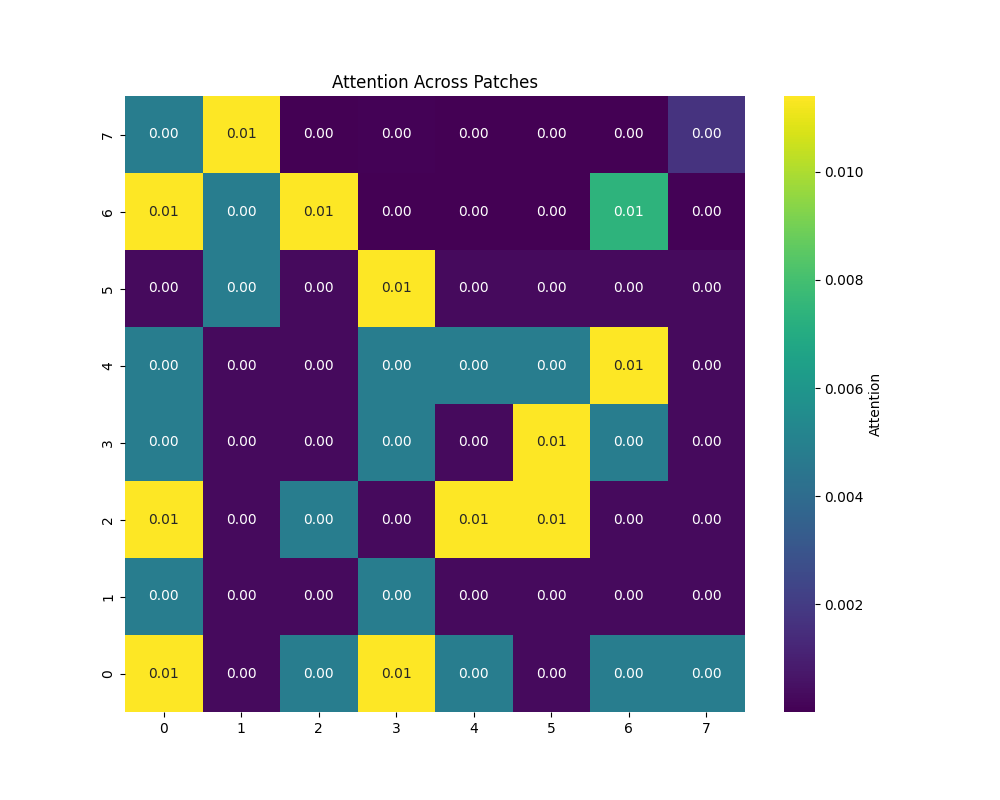 Attention Across Patches
7 0.00 0.01 0.00 0.00 0.00 0.00 0.00 0.00
6 0.01 0.00 0.01 0.00 0.00 0.00 0.01 0.00
5 0.00 0.00 0.00 0.01 0.00 0.00 0.00 0.00
4 0.00 0.00 0.00 0.00 0.00 0.00 0.01 0.00
3 0.00 0.00 0.00 0.00 0.00 0.01 0.00 0.00
2 0.01 0.00 0.00 0.00 0.01 0.01 0.00 0.00
1 0.00 0.00 0.00 0.00 0.00 0.00 0.00 0.00
0 0.01 0.00 0.00 0.01 0.00 0.00 0.00 0.00
0 1 2 3 4 5 6 7
0.010
0.008
0.006
0.004
0.002
Attention